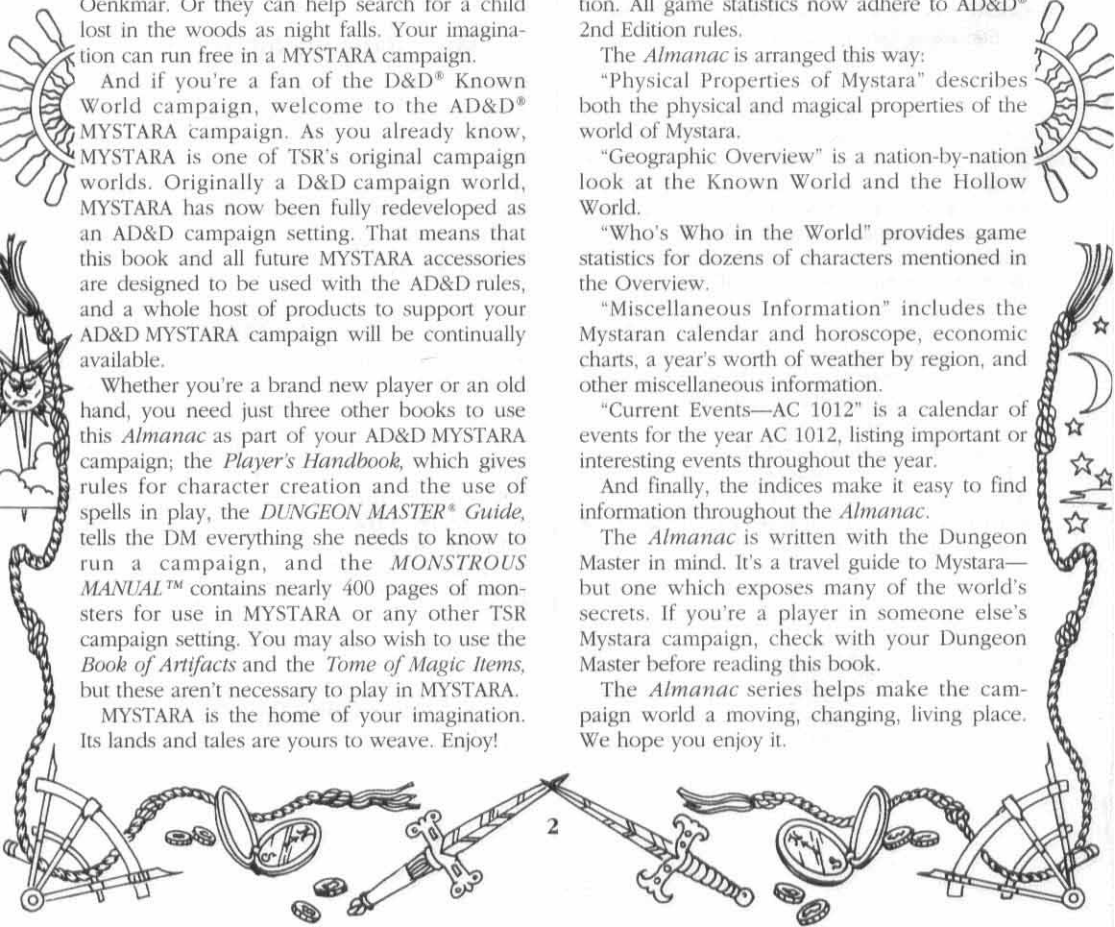 Oenkmar. Or they can help search for a child
lost in the woods as night falls. Your imagina-
tion can run free in a MYSTARA campaign.
And if you're a fan of the D&D® Known
World campaign, welcome to the AD&D®
MYSTARA campaign. As you already know,
MYSTARA is one of TSR's original campaign
worlds. Originally a D&D campaign world,
MYSTARA has now been fully redeveloped as
an AD&D campaign setting. That means that
this book and all future MYSTARA accessories
are designed to be used with the AD&D rules,
and a whole host of products to support your
AD&D MYSTARA campaign will be continually
available.
Whether you're a brand new player or an old
hand, you need just three other books to use
this Almanac as part of your AD&D MYSTARA
campaign; the Player's Handbook, which gives
rules for character creation and the use of
spells in play, the DUNGEON MASTER® Guide,
tells the DM everything she needs to know to
run a campaign, and the MONSTROUS
MANUAL™ contains nearly 400 pages of mon-
sters for use in MYSTARA or any other TSR
campaign setting. You may also wish to use the
Book of Artifacts and the Tome of Magic Items,
but these aren't necessary to play in MYSTARA.
MYSTARA is the home of your imagination.
Its lands and tales are yours to weave. Enjoy!
tion. All game statistics now adhere to AD&D®
2nd Edition rules.
The Almanac is arranged this way:
"Physical Properties of Mystara" describes
both the physical and magical properties of the
world of Mystara.
"Geographic Overview" is a nation-by-nation
look at the Known World and the Hollow
World.
"Who's Who in the World" provides game
statistics for dozens of characters mentioned in
the Overview.
"Miscellaneous Information" includes the
Mystaran calendar and horoscope, economic
charts, a year's worth of weather by region, and
other miscellaneous information.
"Current Events—AC 1012" is a calendar of
events for the year AC 1012, listing important or
interesting events throughout the year.
And finally, the indices make it easy to find
information throughout the Almanac.
The Almanac is written with the Dungeon
Master in mind. It's a travel guide to Mystara—
but one which exposes many of the world's
secrets. If you're a player in someone else's
Mystara campaign, check with your Dungeon
Master before reading this book.
The Almanac series helps make the cam-
paign world a moving, changing, living place.
We hope you enjoy it.
2